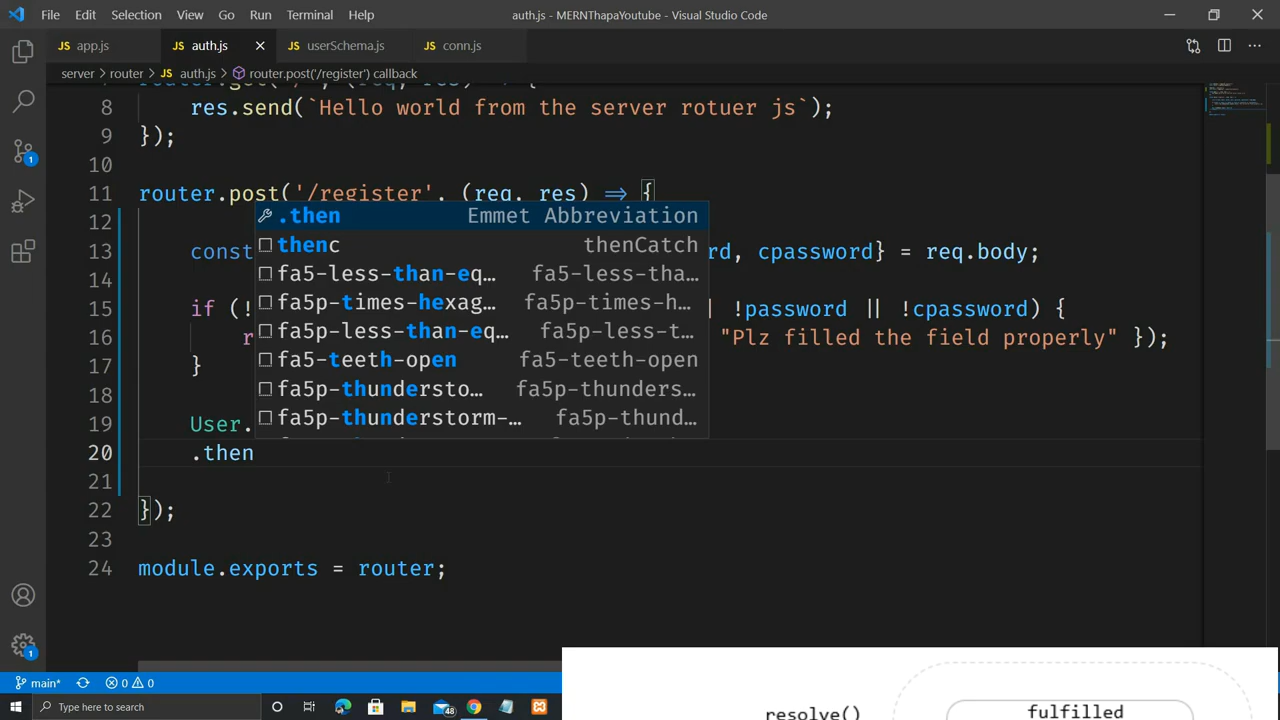 File Edit Selection View Go Run Terminal Help
auth.js - MERNThapaYoutube - Visual Studio Code
JS app.js
JS auth.js
JS userSchema.js
JS conn.js
server > router > JS auth.js > router.post('/register') callback
8 res.send(`Hello world from the server rotuer js`);
9 });
10
11 router.post('/register', (req, res) => {
12
13 const rd, cpassword} = req.body;
14
15 if (! | !password || !cpassword) {
16 r "Plz filled the field properly" });
17 }
18
19 User.
20 .then
21
22 });
23
24 module.exports = router;
.then Emmet Abbreviation
thenc thenCatch
fa5-less-than-eq… fa5-less-tha…
fa5p-times-hexag… fa5p-times-h…
fa5p-less-than-eq… fa5p-less-t…
fa5-teeth-open fa5-teeth-open
fa5p-thundersto… fa5p-thunders…
fa5p-thunderstorm-… fa5p-thund…
1
1
main* 0 0
Type here to search
48
resolve()
fulfilled